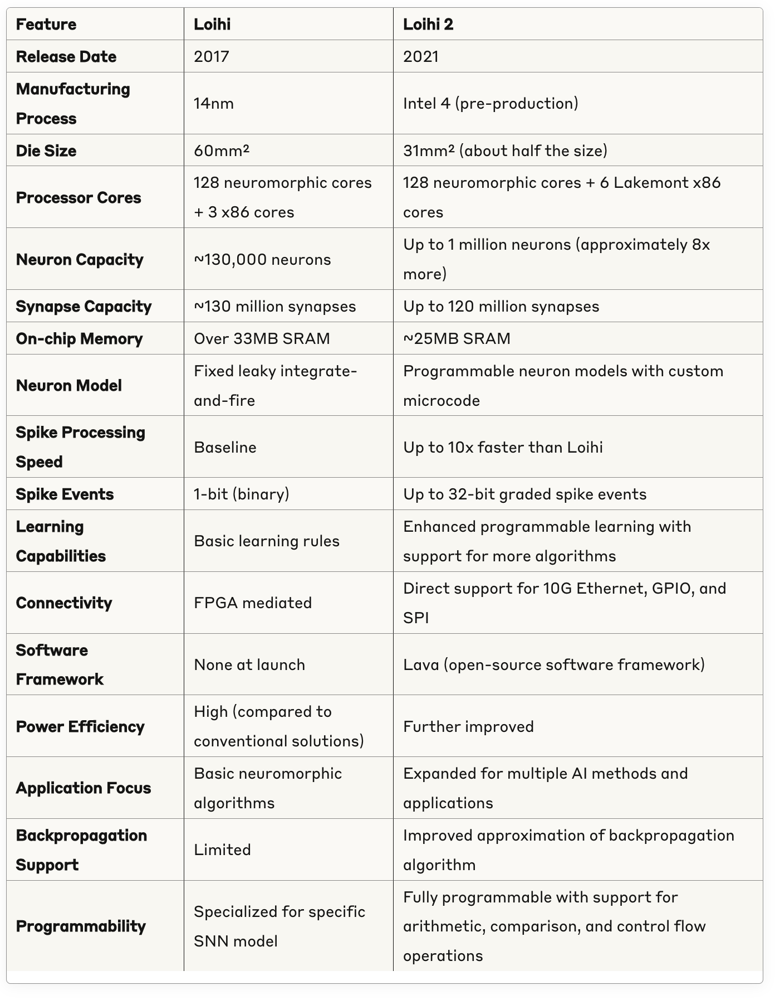 Feature Loihi Loihi 2
Release Date 2017 2021
Manufacturing
Process
14nm
Intel 4 (pre-production)
Die Size 60mm² 31mm² (about half the size)
Processor Cores
128 neuromorphic cores
+ 3 x86 cores
128 neuromorphic cores + 6 Lakemont x86
cores
Neuron Capacity
~130,000 neurons
Up to 1 million neurons (approximately 8x
more)
Synapse Capacity ~130 million synapses Up to 120 million synapses
On-chip Memory Over 33MB SRAM ~25MB SRAM
Neuron Model
Fixed leaky integrate-
and-fire
Programmable neuron models with custom
microcode
Spike Processing
Speed
Baseline
Up to 10x faster than Loihi
Spike Events 1-bit (binary) Up to 32-bit graded spike events
Learning
Capabilities
Basic learning rules
Enhanced programmable learning with
support for more algorithms
Connectivity
FPGA mediated
Direct support for 10G Ethernet, GPIO, and
SPI
Software
Framework
None at launch
Lava (open-source software framework)
Power Efficiency
High (compared to
conventional solutions)
Further improved
Application Focus
Basic neuromorphic
algorithms
Expanded for multiple AI methods and
applications
Backpropagation
Support
Limited
Improved approximation of backpropagation
algorithm
Programmability
Specialized for specific
SNN model
Fully programmable with support for
arithmetic, comparison, and control flow
operations